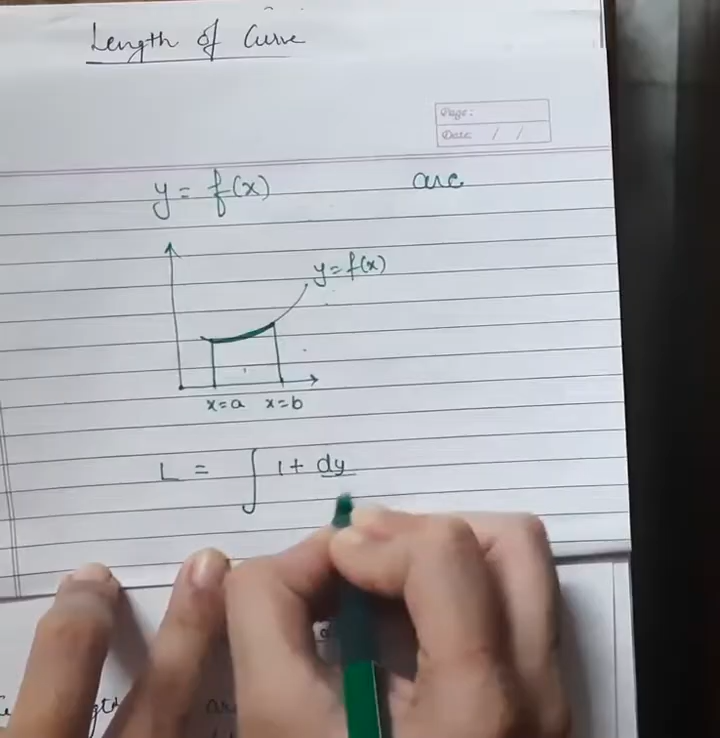 Length of Curve
Page:
Date: / /
y = f(x) arc
y = f(x)
x=a x=b
L = ∫ 1 + dy